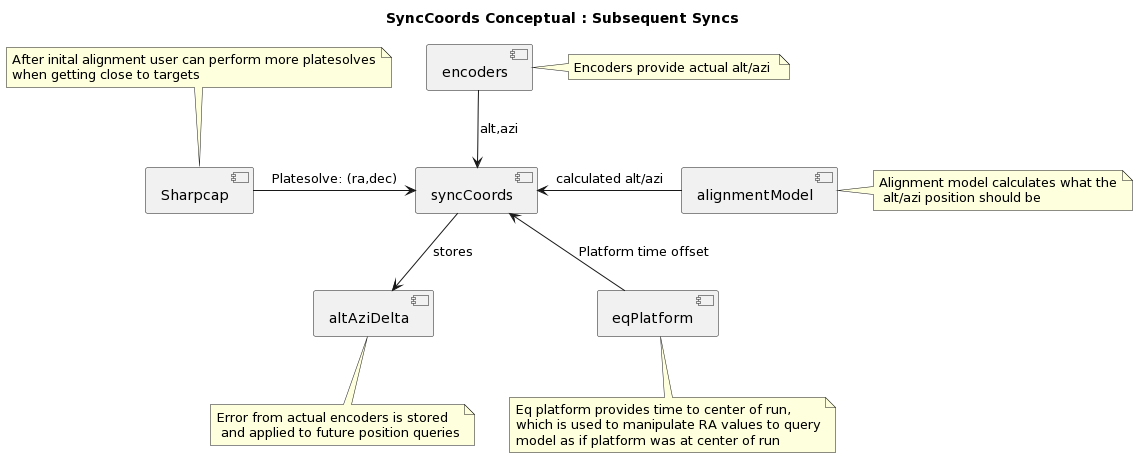 SyncCoords Conceptual : Subsequent Syncs
After inital alignment user can perform more platesolves
when getting close to targets
encoders
Encoders provide actual alt/azi
alt,azi
Sharpcap
Platesolve: (ra,dec)
syncCoords
calculated alt/azi
alignmentModel
Alignment model calculates what the
alt/azi position should be
stores
Platform time offset
altAziDelta
eqPlatform
Error from actual encoders is stored
and applied to future position queries
Eq platform provides time to center of run,
which is used to manipulate RA values to query
model as if platform was at center of run